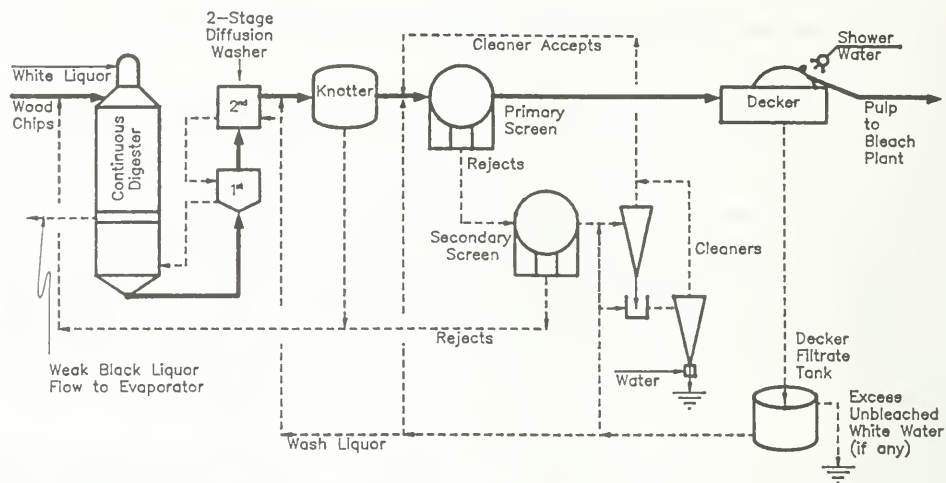 2-Stage
Diffusion
Washer
White Liquor
Wood
Chips
Continuous
Digester
2nd
1st
Knotter
Cleaner Accepts
Primary
Screen
Rejects
Secondary
Screen
Cleaners
Shower
Water
Decker
Pulp
to
Bleach
Plant
Rejects
Weak Black Liquor
Flow to Evaporator
Water
Wash Liquor
Decker
Filtrate
Tank
Excess
Unbleached
White Water
(if any)